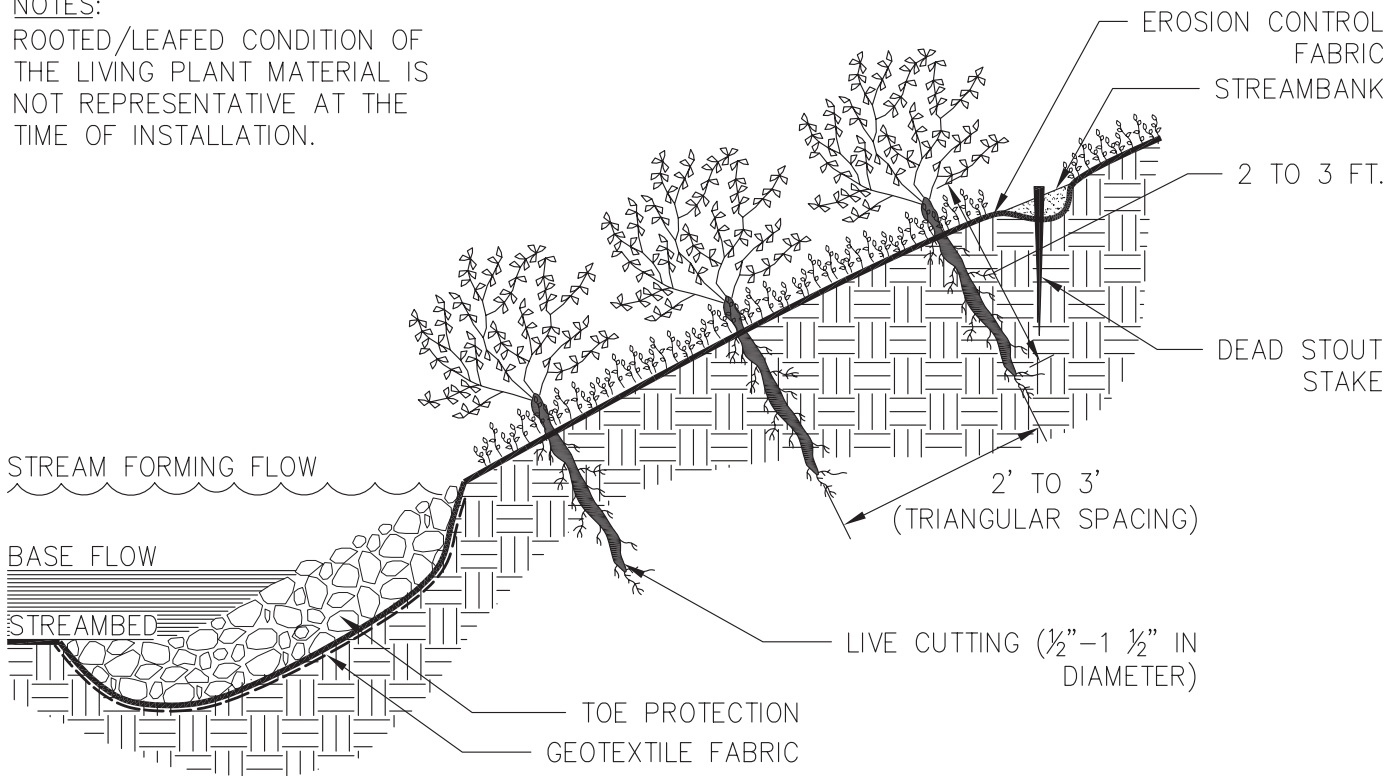 NOTES:
ROOTED/LEAFED CONDITION OF
THE LIVING PLANT MATERIAL IS
NOT REPRESENTATIVE AT THE
TIME OF INSTALLATION.
EROSION CONTROL
FABRIC
STREAMBANK
2 TO 3 FT.
DEAD STOUT
STAKE
STREAM FORMING FLOW
2' TO 3'
(TRIANGULAR SPACING)
BASE FLOW
STREAMBED
LIVE CUTTING (½"-1 ½" IN
DIAMETER)
TOE PROTECTION
GEOTEXTILE FABRIC